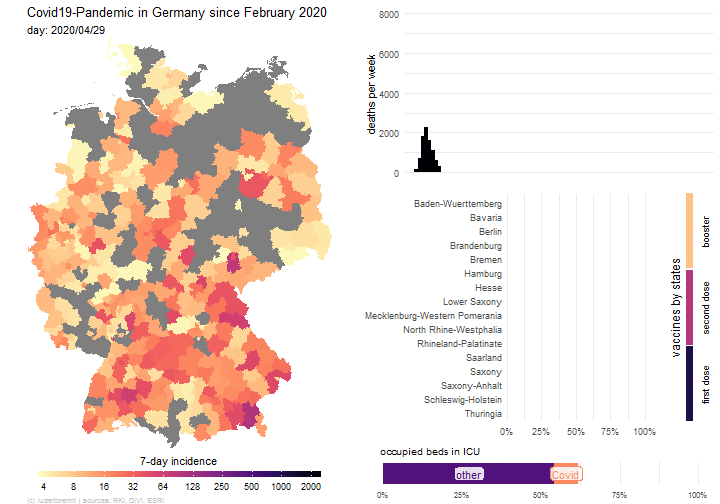 Covid19-Pandemic in Germany since February 2020
day: 2020/04/29
7-day incidence
4 8 16 32 64 128 250 500 1000 2000
(c) /u/zeitbrennt | sources: RKI, DIVI, ESRI
deaths per week
8000
6000
4000
2000
0
Baden-Wuerttemberg
Bavaria
Berlin
Brandenburg
Bremen
Hamburg
Hesse
Lower Saxony
Mecklenburg-Western Pomerania
North Rhine-Westphalia
Rhineland-Palatinate
Saarland
Saxony
Saxony-Anhalt
Schleswig-Holstein
Thuringia
0% 25% 50% 75% 100%
vaccines by states
booster
second dose
first dose
occupied beds in ICU
other Covid
0% 25% 50% 75% 100%